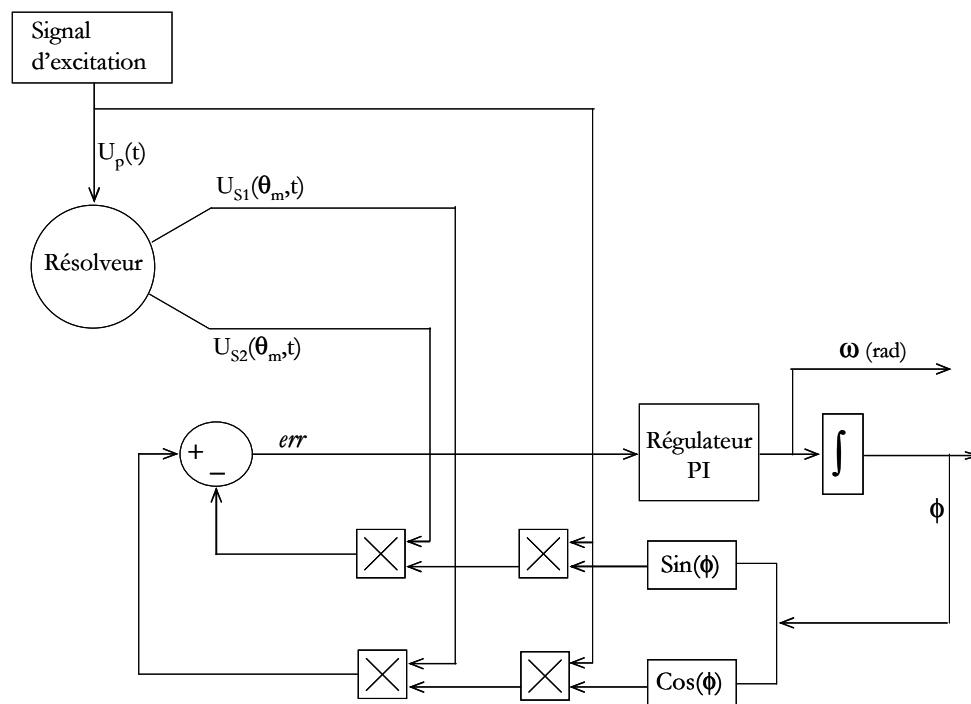 Signal
d'excitation
U_p(t)
U_S1(θ_m,t)
Résolveur
U_S2(θ_m,t)
ω (rad)
+
−
err
Régulateur
PI
∫
ϕ
Sin(ϕ)
Cos(ϕ)